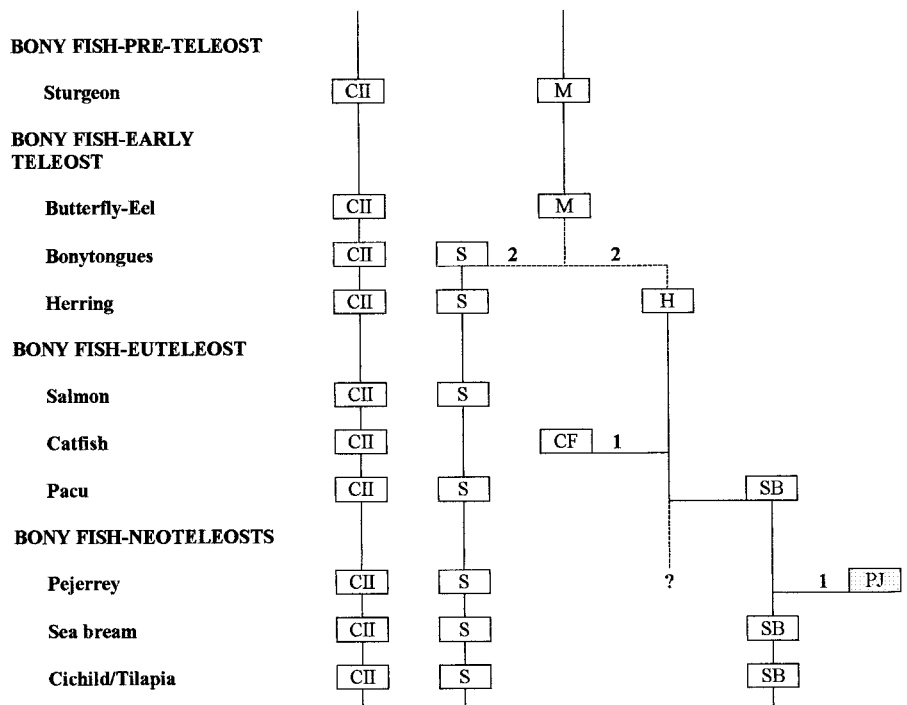 BONY FISH-PRE-TELEOST
Sturgeon CII M
BONY FISH-EARLY
TELEOST
Butterfly-Eel CII M
Bonytongues CII S 2 2
Herring CII S H
BONY FISH-EUTELEOST
Salmon CII S
Catfish CII CF 1
Pacu CII S SB
BONY FISH-NEOTELEOSTS
Pejerrey CII S ? 1 PJ
Sea bream CII S SB
Cichild/Tilapia CII S SB